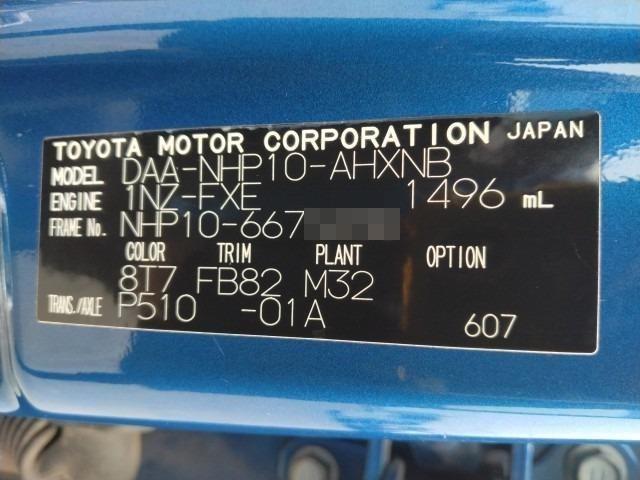 TOYOTA MOTOR CORPORATION JAPAN
MODEL DAA-NHP10-AHXNB
ENGINE 1NZ-FXE 1496 mL
FRAME No. NHP10-667
COLOR TRIM PLANT OPTION
8T7 FB82 M32
TRANS./AXLE P510 -01A
607